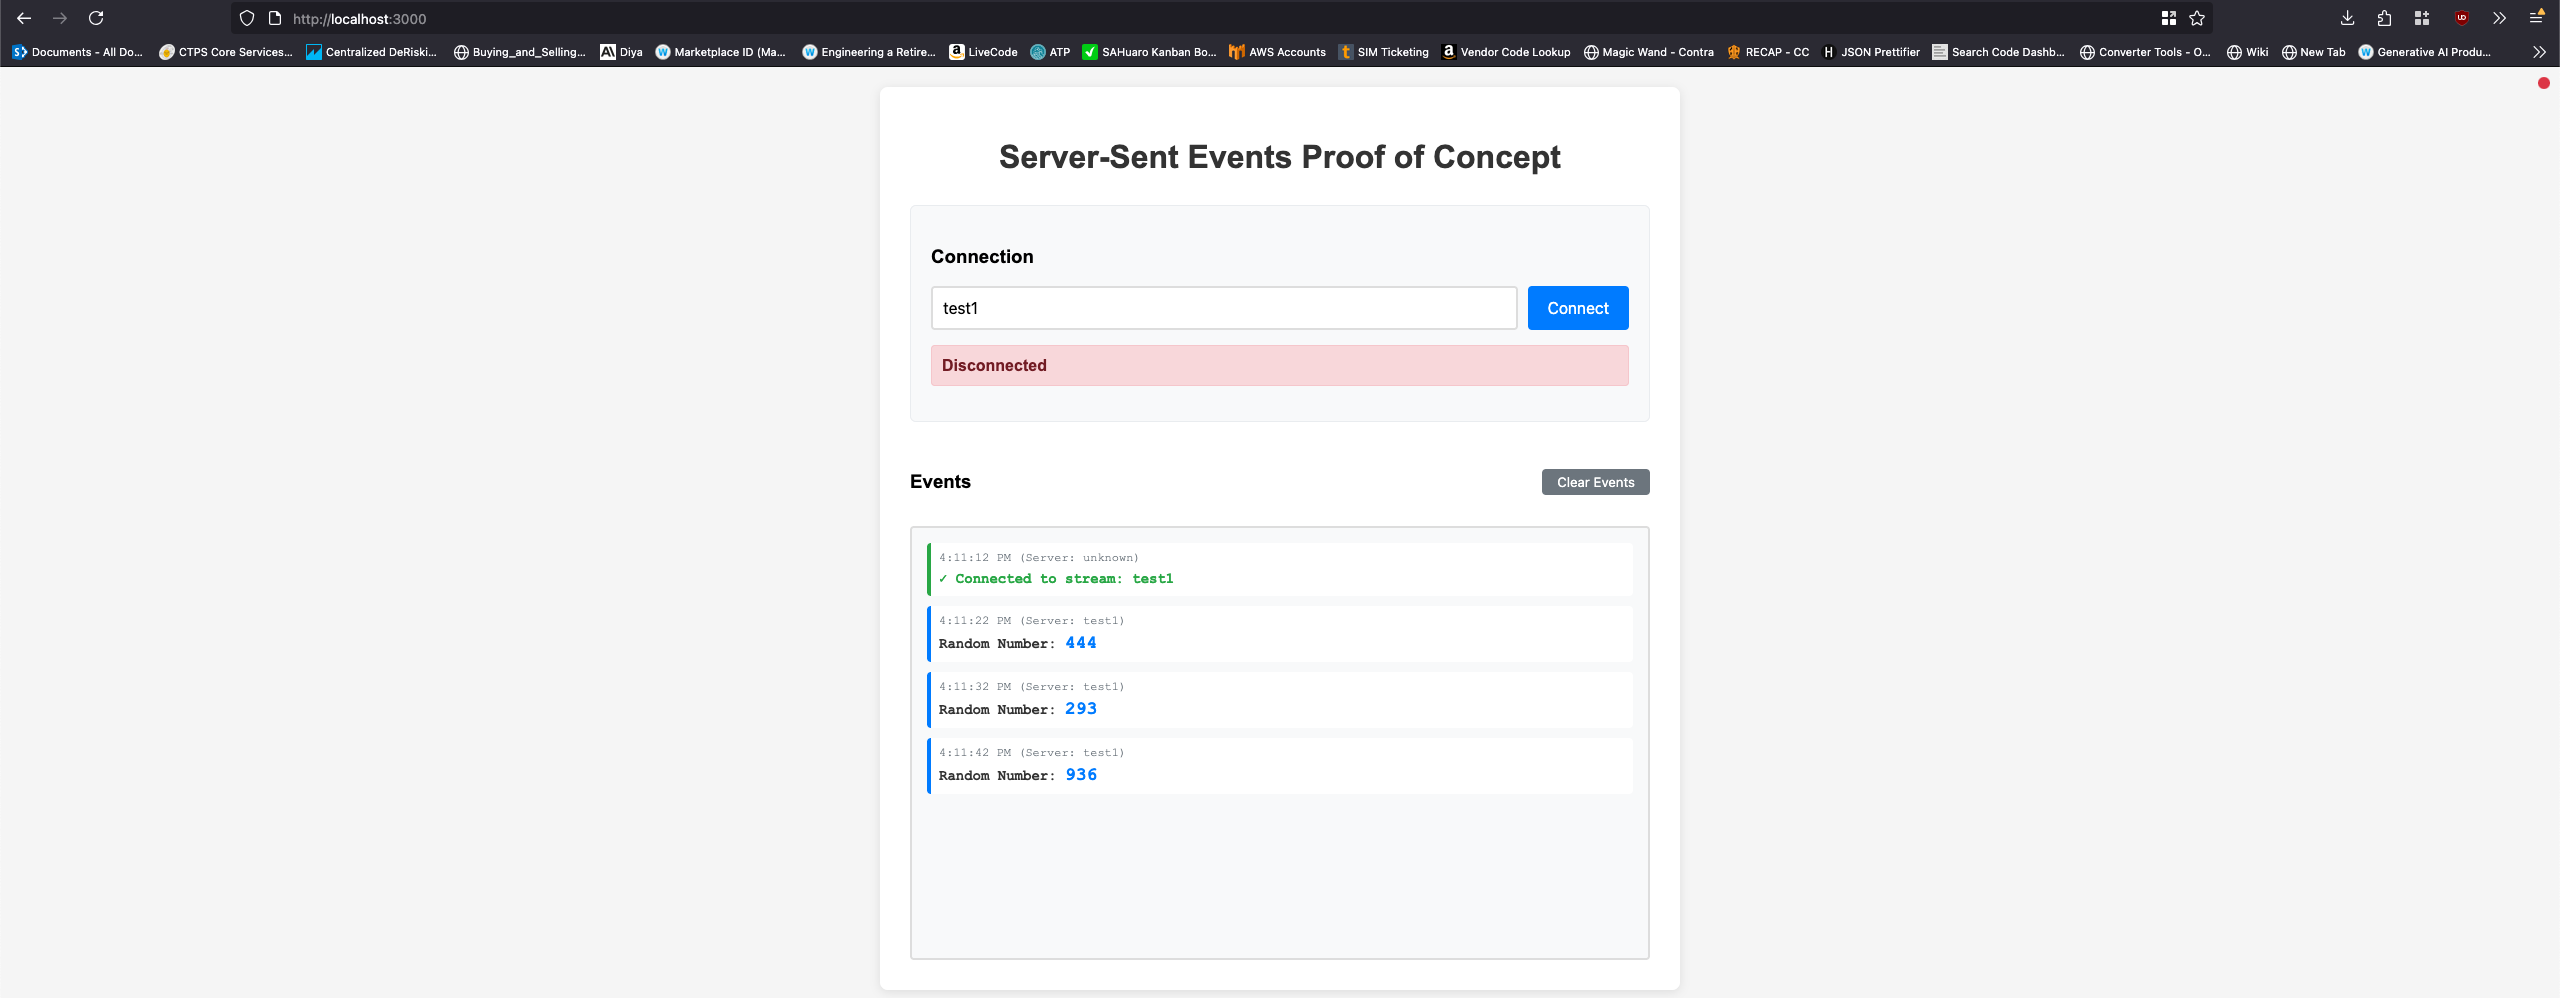 http://localhost:3000
Documents - All Do... CTPS Core Services... Centralized DeRiski... Buying_and_Selling... Diya Marketplace ID (Ma... Engineering a Retire... LiveCode ATP SAHuaro Kanban Bo... AWS Accounts SIM Ticketing Vendor Code Lookup Magic Wand - Contra RECAP - CC JSON Prettifier Search Code Dashb... Converter Tools - O... Wiki New Tab Generative AI Produ...
Server-Sent Events Proof of Concept
Connection
test1 Connect
Disconnected
Events Clear Events
4:11:12 PM (Server: unknown)
✓ Connected to stream: test1
4:11:22 PM (Server: test1)
Random Number: 444
4:11:32 PM (Server: test1)
Random Number: 293
4:11:42 PM (Server: test1)
Random Number: 936